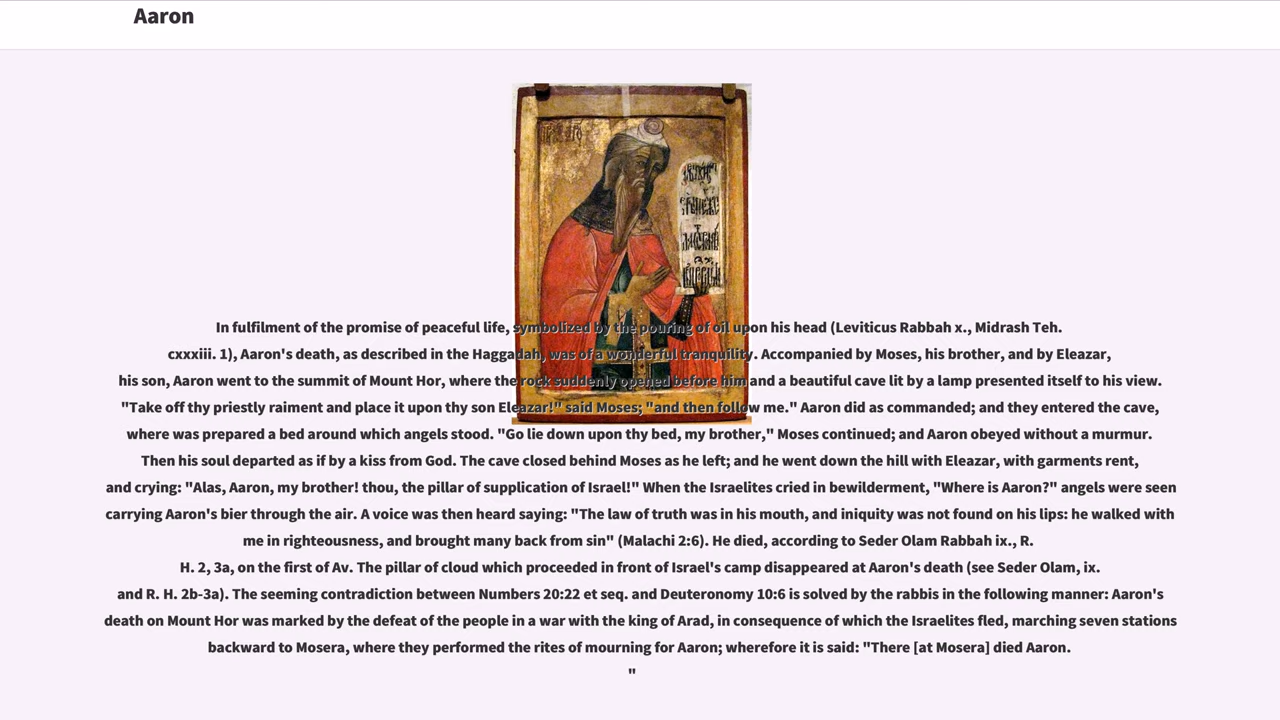 Aaron
In fulfilment of the promise of peaceful life, symbolized by the pouring of oil upon his head (Leviticus Rabbah x., Midrash Teh.
cxxxiii. 1), Aaron's death, as described in the Haggadah, was of a wonderful tranquility. Accompanied by Moses, his brother, and by Eleazar,
his son, Aaron went to the summit of Mount Hor, where the rock suddenly opened before him and a beautiful cave lit by a lamp presented itself to his view.
"Take off thy priestly raiment and place it upon thy son Eleazar!" said Moses; "and then follow me." Aaron did as commanded; and they entered the cave,
where was prepared a bed around which angels stood. "Go lie down upon thy bed, my brother," Moses continued; and Aaron obeyed without a murmur.
Then his soul departed as if by a kiss from God. The cave closed behind Moses as he left; and he went down the hill with Eleazar, with garments rent,
and crying: "Alas, Aaron, my brother! thou, the pillar of supplication of Israel!" When the Israelites cried in bewilderment, "Where is Aaron?" angels were seen
carrying Aaron's bier through the air. A voice was then heard saying: "The law of truth was in his mouth, and iniquity was not found on his lips: he walked with
me in righteousness, and brought many back from sin" (Malachi 2:6). He died, according to Seder Olam Rabbah ix., R.
H. 2, 3a, on the first of Av. The pillar of cloud which proceeded in front of Israel's camp disappeared at Aaron's death (see Seder Olam, ix.
and R. H. 2b-3a). The seeming contradiction between Numbers 20:22 et seq. and Deuteronomy 10:6 is solved by the rabbis in the following manner: Aaron's
death on Mount Hor was marked by the defeat of the people in a war with the king of Arad, in consequence of which the Israelites fled, marching seven stations
backward to Mosera, where they performed the rites of mourning for Aaron; wherefore it is said: "There [at Mosera] died Aaron.
"